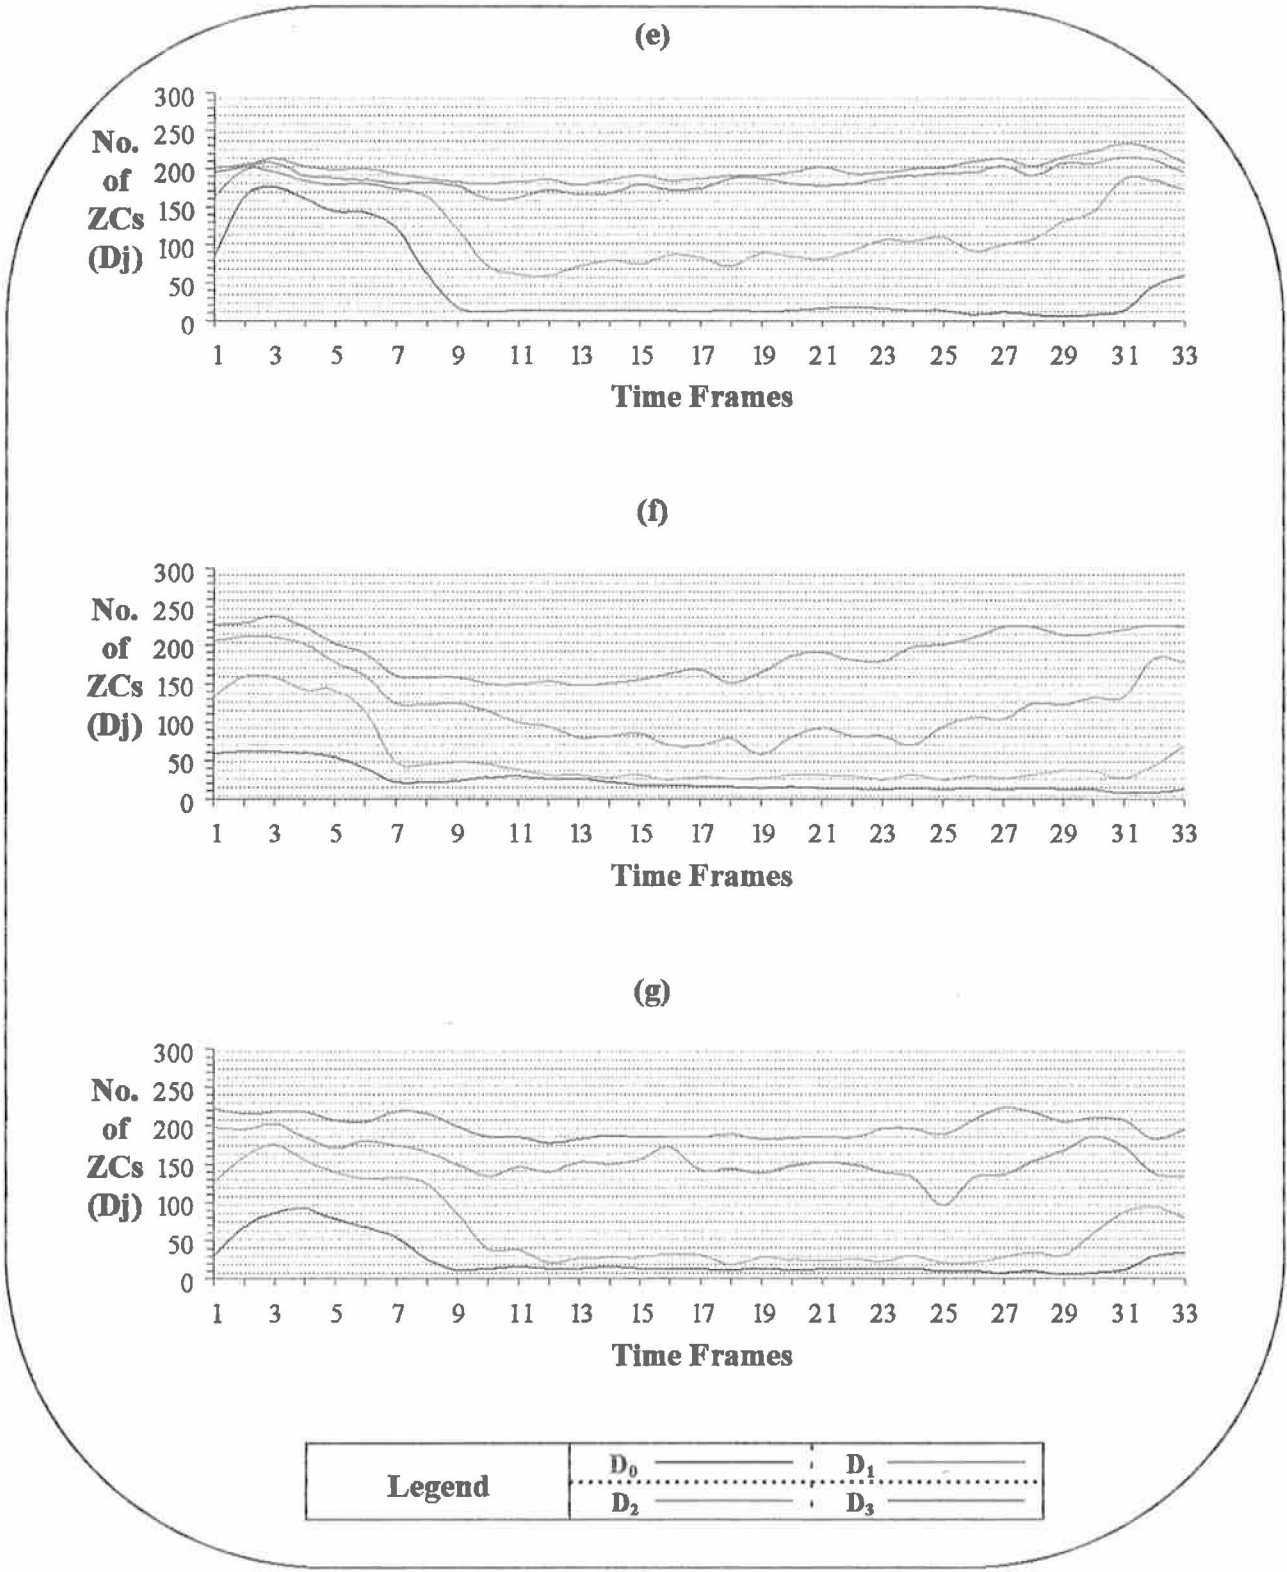 (e)
300
250
200
150
100
50
0
No.
of
ZCs
(Dj)
1 3 5 7 9 11 13 15 17 19 21 23 25 27 29 31 33
Time Frames
(f)
300
250
200
150
100
50
0
No.
of
ZCs
(Dj)
1 3 5 7 9 11 13 15 17 19 21 23 25 27 29 31 33
Time Frames
(g)
300
250
200
150
100
50
0
No.
of
ZCs
(Dj)
1 3 5 7 9 11 13 15 17 19 21 23 25 27 29 31 33
Time Frames
Legend
D₀ D₁
D₂ D₃